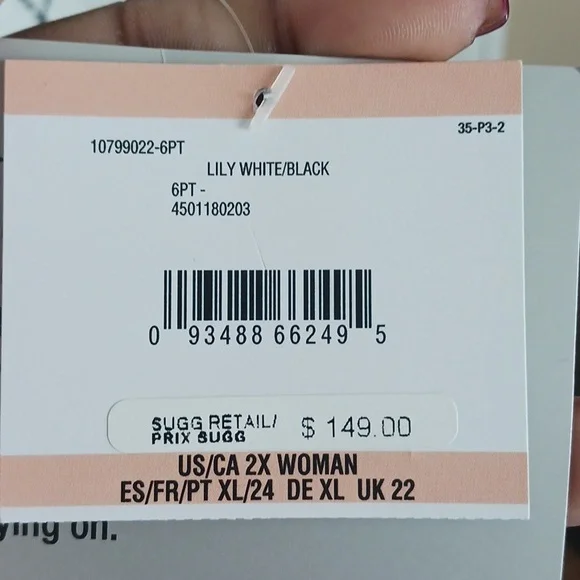 35-P3-2
10799022-6PT
LILY WHITE/BLACK
6PT -
4501180203
0 93488 66249 5
SUGG RETAIL/ $ 149.00
PRIX SUGG
US/CA 2X WOMAN
ES/FR/PT XL/24 DE XL UK 22
on.